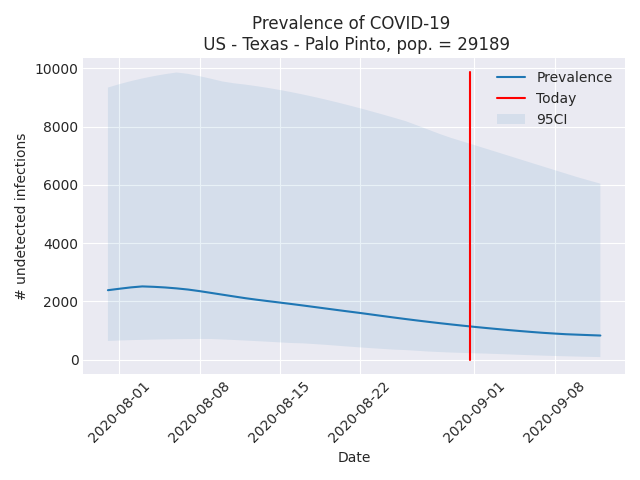 Prevalence of COVID-19
US - Texas - Palo Pinto, pop. = 29189
Prevalence
Today
95CI
# undetected infections
10000
8000
6000
4000
2000
0
2020-08-01
2020-08-08
2020-08-15
2020-08-22
2020-09-01
2020-09-08
Date